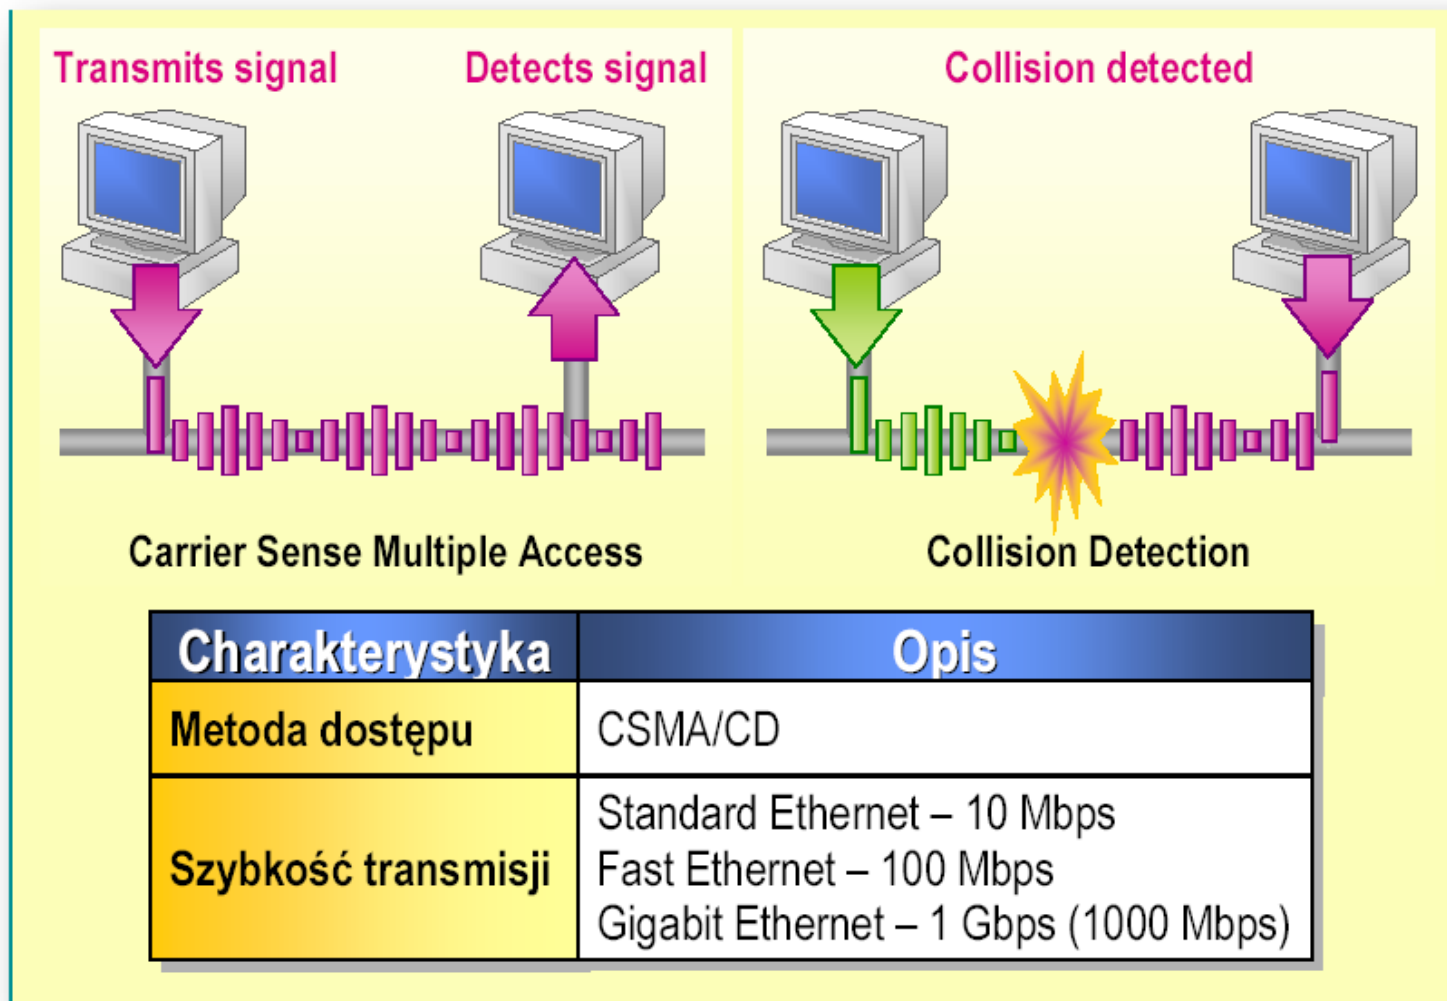 Transmits signal
Detects signal
Collision detected
Carrier Sense Multiple Access
Collision Detection
Charakterystyka
Opis
Metoda dostępu
CSMA/CD
Szybkość transmisji
Standard Ethernet – 10 Mbps
Fast Ethernet – 100 Mbps
Gigabit Ethernet – 1 Gbps (1000 Mbps)